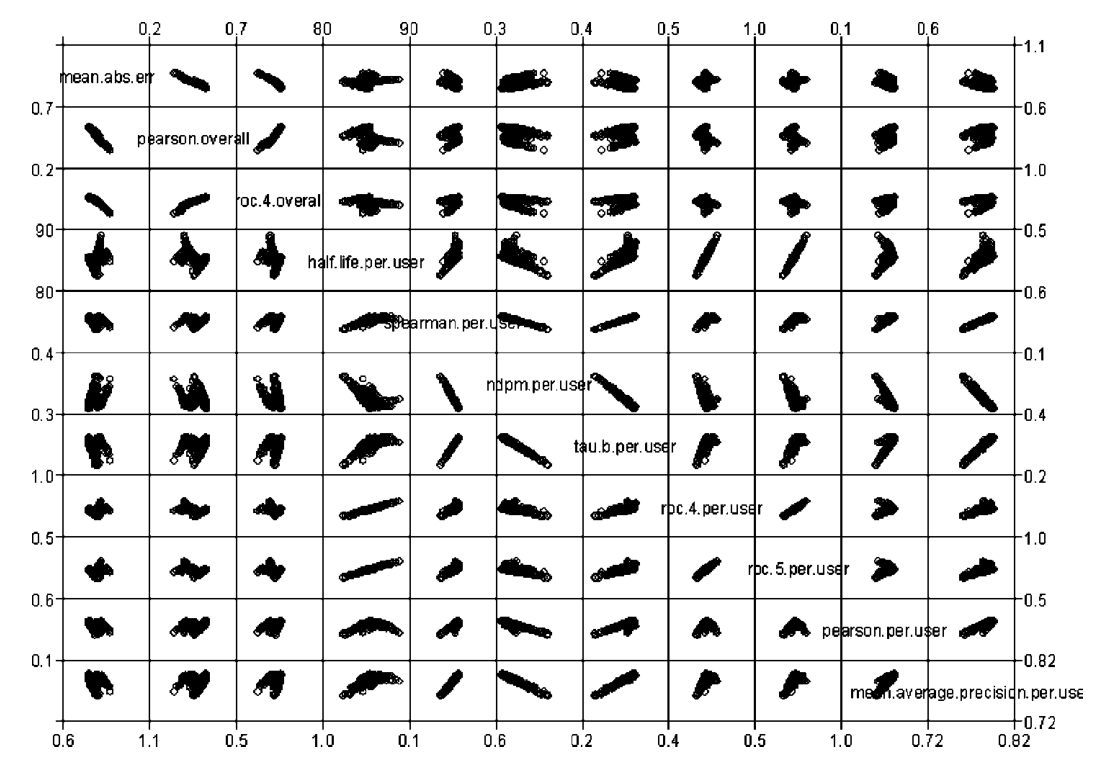 0.2 0.7 80 90 0.3 0.4 0.5 1.0 0.1 0.6
1.1
mean.abs.err
0.7 0.6
pearson.overall
0.2 1.0
roc.4.overal
90 0.5
half.life.per.user
80 0.6
spearman.per.user
0.4 0.1
ndpm.per.user
0.3 0.4
tau.b.per.user
1.0 0.2
roc.4.per.user
0.5 1.0
roc.5.per.user
0.6 0.5
pearson.per.user
0.1 0.82
mean.average.precision.per.use
0.72
0.6 1.1 0.5 1.0 0.1 0.6 0.2 0.4 0.5 1.0 0.72 0.82